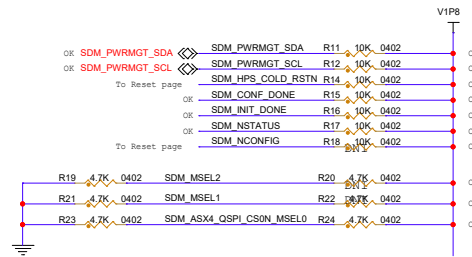 V1P8
OK SDM_PWRMGT_SDA SDM_PWRMGT_SDA R11 10K 0402
OK SDM_PWRMGT_SCL SDM_PWRMGT_SCL R12 10K 0402
To Reset page SDM_HPS_COLD_RSTN R14 10K 0402
OK SDM_CONF_DONE R15 10K 0402
OK SDM_INIT_DONE R16 10K 0402
OK SDM_NSTATUS R17 10K 0402
To Reset page SDM_NCONFIG R18 10K 0402
DNI
R19 4.7K 0402 SDM_MSEL2 R20 4.7K 0402
DNI
R21 4.7K 0402 SDM_MSEL1 R22 4.7K 0402
DNI
R23 4.7K 0402 SDM_ASX4_QSPI_CS0N_MSEL0 R24 4.7K 0402